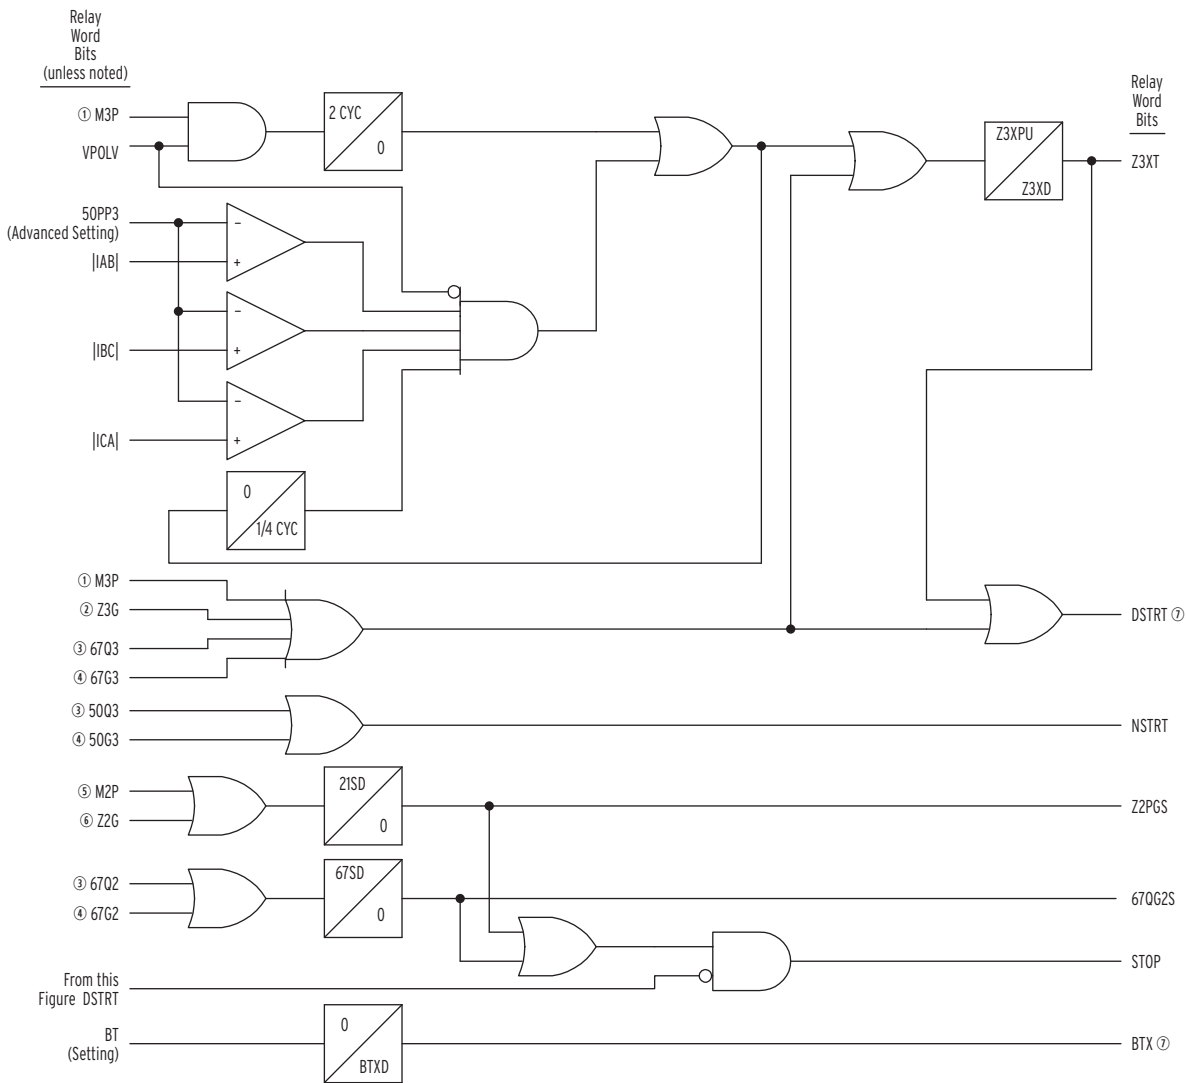 Relay
Word
Bits
(unless noted)
Relay
Word
Bits
① M3P
VPOLV
2 CYC
0
Z3XPU
Z3XD
Z3XT
50PP3
(Advanced Setting)
|IAB|
−
+
|IBC|
−
+
|ICA|
−
+
0
1/4 CYC
① M3P
② Z3G
③ 67Q3
④ 67G3
DSTRT ⑦
③ 50Q3
④ 50G3
NSTRT
⑤ M2P
⑥ Z2G
21SD
0
Z2PGS
③ 67Q2
④ 67G2
67SD
0
67QG2S
STOP
From this
Figure DSTRT
BT
(Setting)
0
BTXD
BTX ⑦